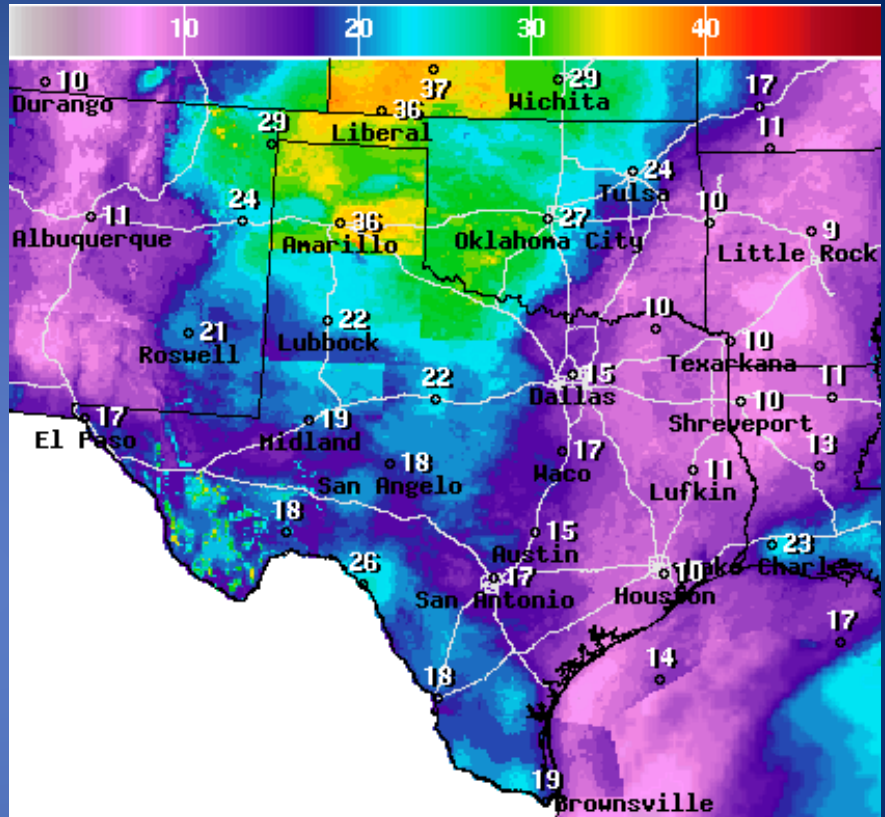 10 20 30 40
10 37 29 17
Durango Wichita
36
Liberal
29 11
24 24
Tulsa
11 36 27 10 9
Albuquerque Amarillo Oklahoma City Little Rock
21 22 10 10
Roswell Lubbock Texarkana
22 15
Dallas
10 11
Shreveport
17 19 17 13
El Paso Midland Waco
18 11
San Angelo Lufkin
18 15 23
Austin Lake Charles
26 17 10
San Antonio Houston
17
18 14
19
Brownsville